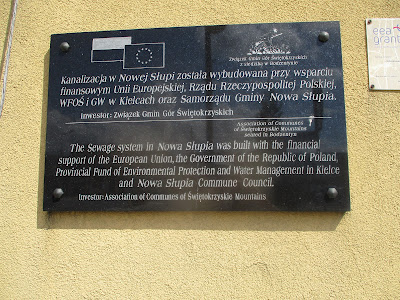 Związek Gmin Gór Świętokrzyskich
z siedzibą w Bodzentynie
Kanalizacja w Nowej Słupi została wybudowana przy wsparciu
finansowym Unii Europejskiej, Rządu Rzeczypospolitej Polskiej,
WFOŚ i GW w Kielcach oraz Samorządu Gminy Nowa Słupia.
Inwestor: Związek Gmin Gór Świętokrzyskich
Association of Communes
of Świętokrzyskie Mountains
seated in Bodzentyn
The Sewage system in Nowa Słupia was built with the financial
support of the European Union, the Government of the Republic of Poland,
Provincial Fund of Environmental Protection and Water Management in Kielce
and Nowa Słupia Commune Council.
Investor: Association of Communes of Świętokrzyskie Mountains
eea
grant